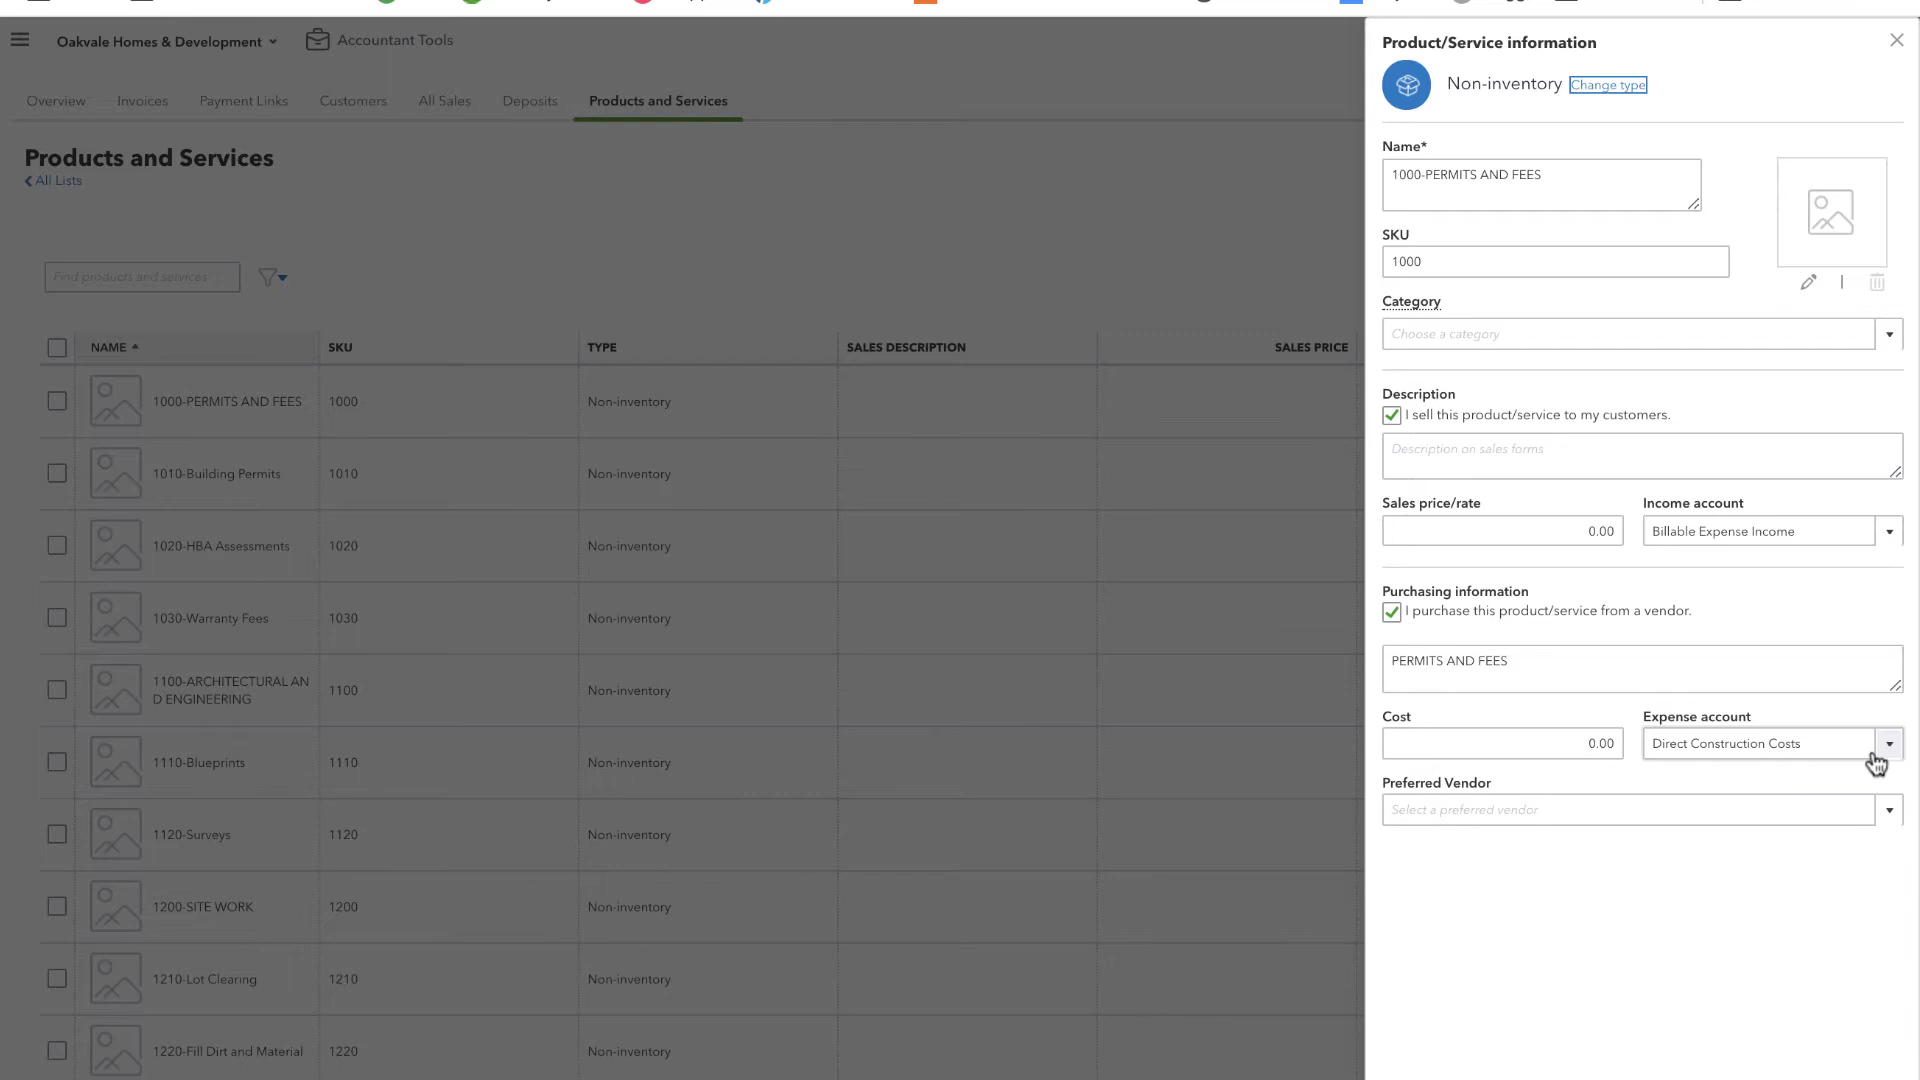 Oakvale Homes & Development
Accountant Tools
Overview
Invoices
Payment Links
Customers
All Sales
Deposits
Products and Services
Products and Services
All Lists
Find products and services
NAME
SKU
TYPE
SALES DESCRIPTION
SALES PRICE
1000-PERMITS AND FEES
1000
Non-inventory
1010-Building Permits
1010
Non-inventory
1020-HBA Assessments
1020
Non-inventory
1030-Warranty Fees
1030
Non-inventory
1100-ARCHITECTURAL AN
D ENGINEERING
1100
Non-inventory
1110-Blueprints
1110
Non-inventory
1120-Surveys
1120
Non-inventory
1200-SITE WORK
1200
Non-inventory
1210-Lot Clearing
1210
Non-inventory
1220-Fill Dirt and Material
1220
Non-inventory
Product/Service information
Non-inventory Change type
Name*
1000-PERMITS AND FEES
SKU
1000
Category
Choose a category
Description
I sell this product/service to my customers.
Description on sales forms
Sales price/rate
Income account
0.00
Billable Expense Income
Purchasing information
I purchase this product/service from a vendor.
PERMITS AND FEES
Cost
Expense account
0.00
Direct Construction Costs
Preferred Vendor
Select a preferred vendor